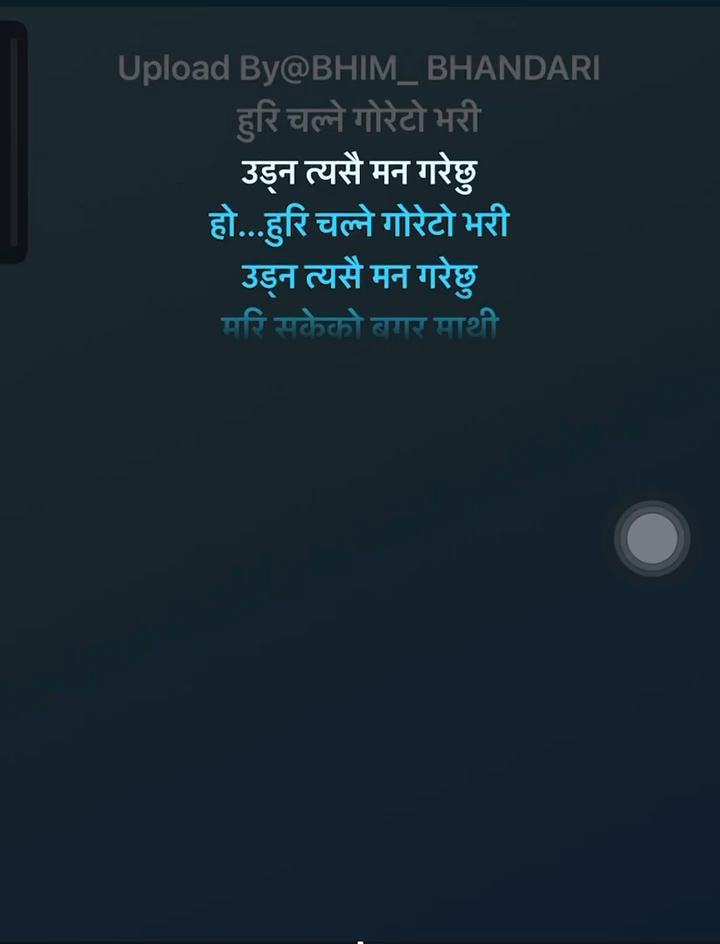 Upload By@BHIM_ BHANDARI
हुरि चल्ने गोरेटो भरी
उड्न त्यसै मन गरेछु
हो...हुरि चल्ने गोरेटो भरी
उड्न त्यसै मन गरेछु
मरि सकेको बगर माथी